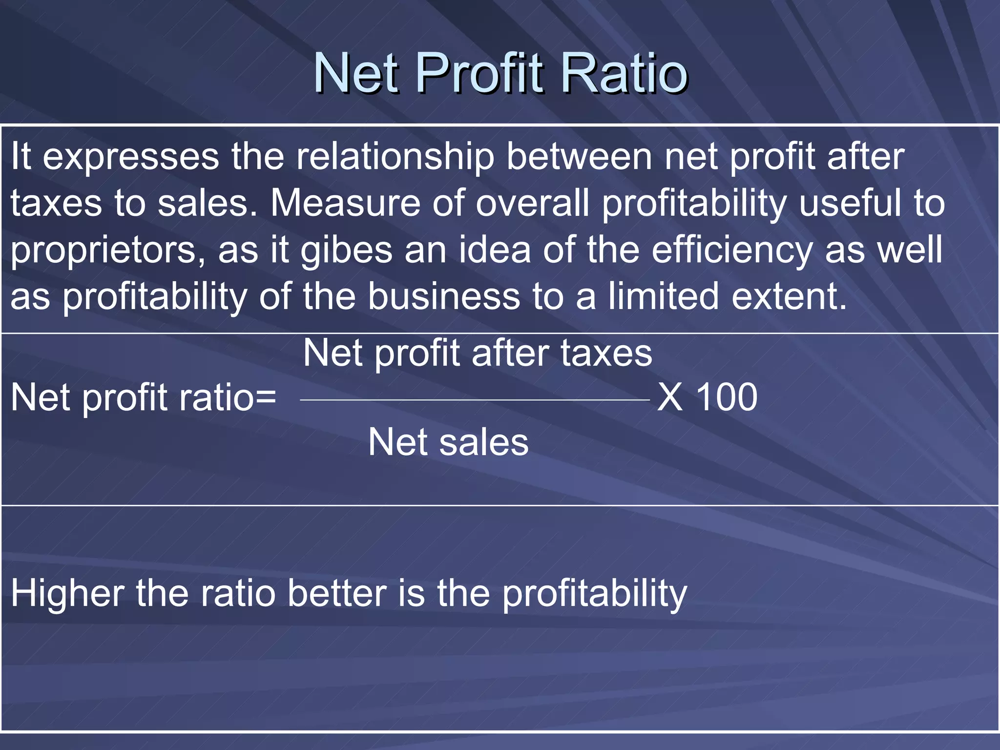 Net Profit Ratio
It expresses the relationship between net profit after
taxes to sales. Measure of overall profitability useful to
proprietors, as it gibes an idea of the efficiency as well
as profitability of the business to a limited extent.
Net profit after taxes
Net profit ratio= X 100
Net sales
Higher the ratio better is the profitability